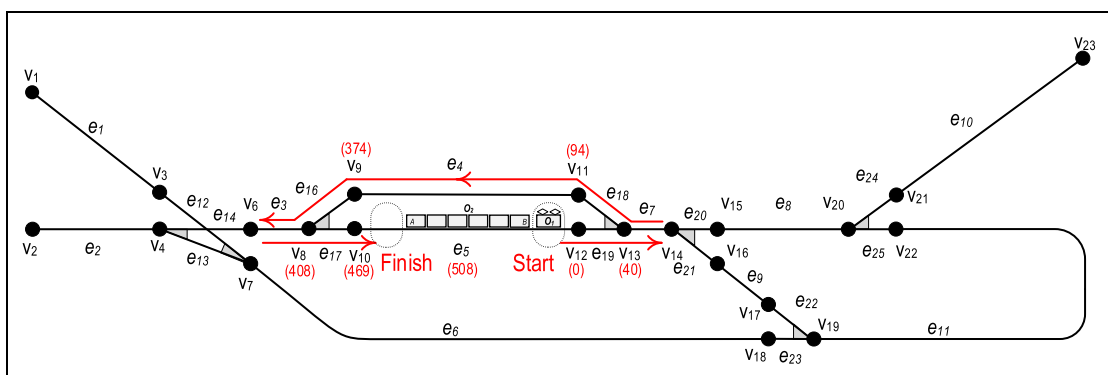 v23
v1
e10
e1
(374)
(94)
e4
v9
v11
v3
e16
e18
e24
v21
e12
e3
o2
e7
v15
e8
v20
e14
v6
A
B
o1
e20
v2
e2
v4
e13
v8
e17
v10
e5
v12
e19
v13
v14
e21
v16
e25
v22
(408)
(469)
Finish
(508)
Start
(0)
(40)
v7
e9
v17
e22
v19
e6
e11
v18
e23